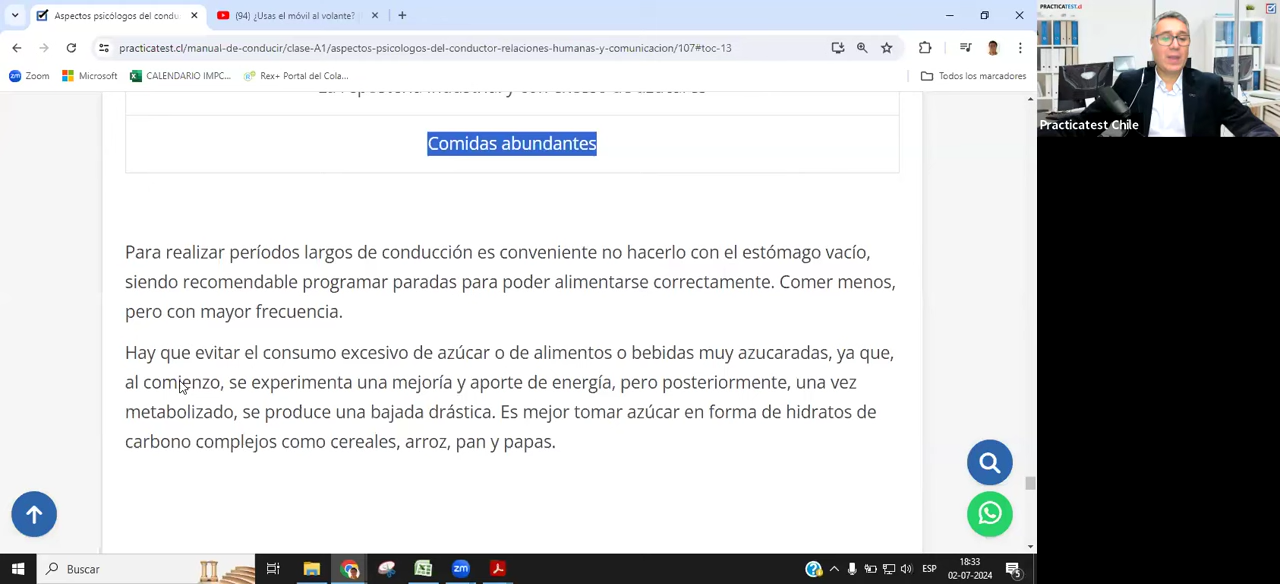 Aspectos psicólogos del condu
(94) ¿Usas el móvil al volante?
practicatest.cl/manual-de-conducir/clase-A1/aspectos-psicologos-del-conductor-relaciones-humanas-y-comunicacion/107#toc-13
Zoom
Microsoft
CALENDARIO IMPC...
Rex+ Portal del Cola...
Todos los marcadores
PRACTICATEST.cl
Practicatest Chile
Comidas abundantes
Para realizar períodos largos de conducción es conveniente no hacerlo con el estómago vacío,
siendo recomendable programar paradas para poder alimentarse correctamente. Comer menos,
pero con mayor frecuencia.
Hay que evitar el consumo excesivo de azúcar o de alimentos o bebidas muy azucaradas, ya que,
al comienzo, se experimenta una mejoría y aporte de energía, pero posteriormente, una vez
metabolizado, se produce una bajada drástica. Es mejor tomar azúcar en forma de hidratos de
carbono complejos como cereales, arroz, pan y papas.
Buscar
ESP
18:33
02-07-2024
5